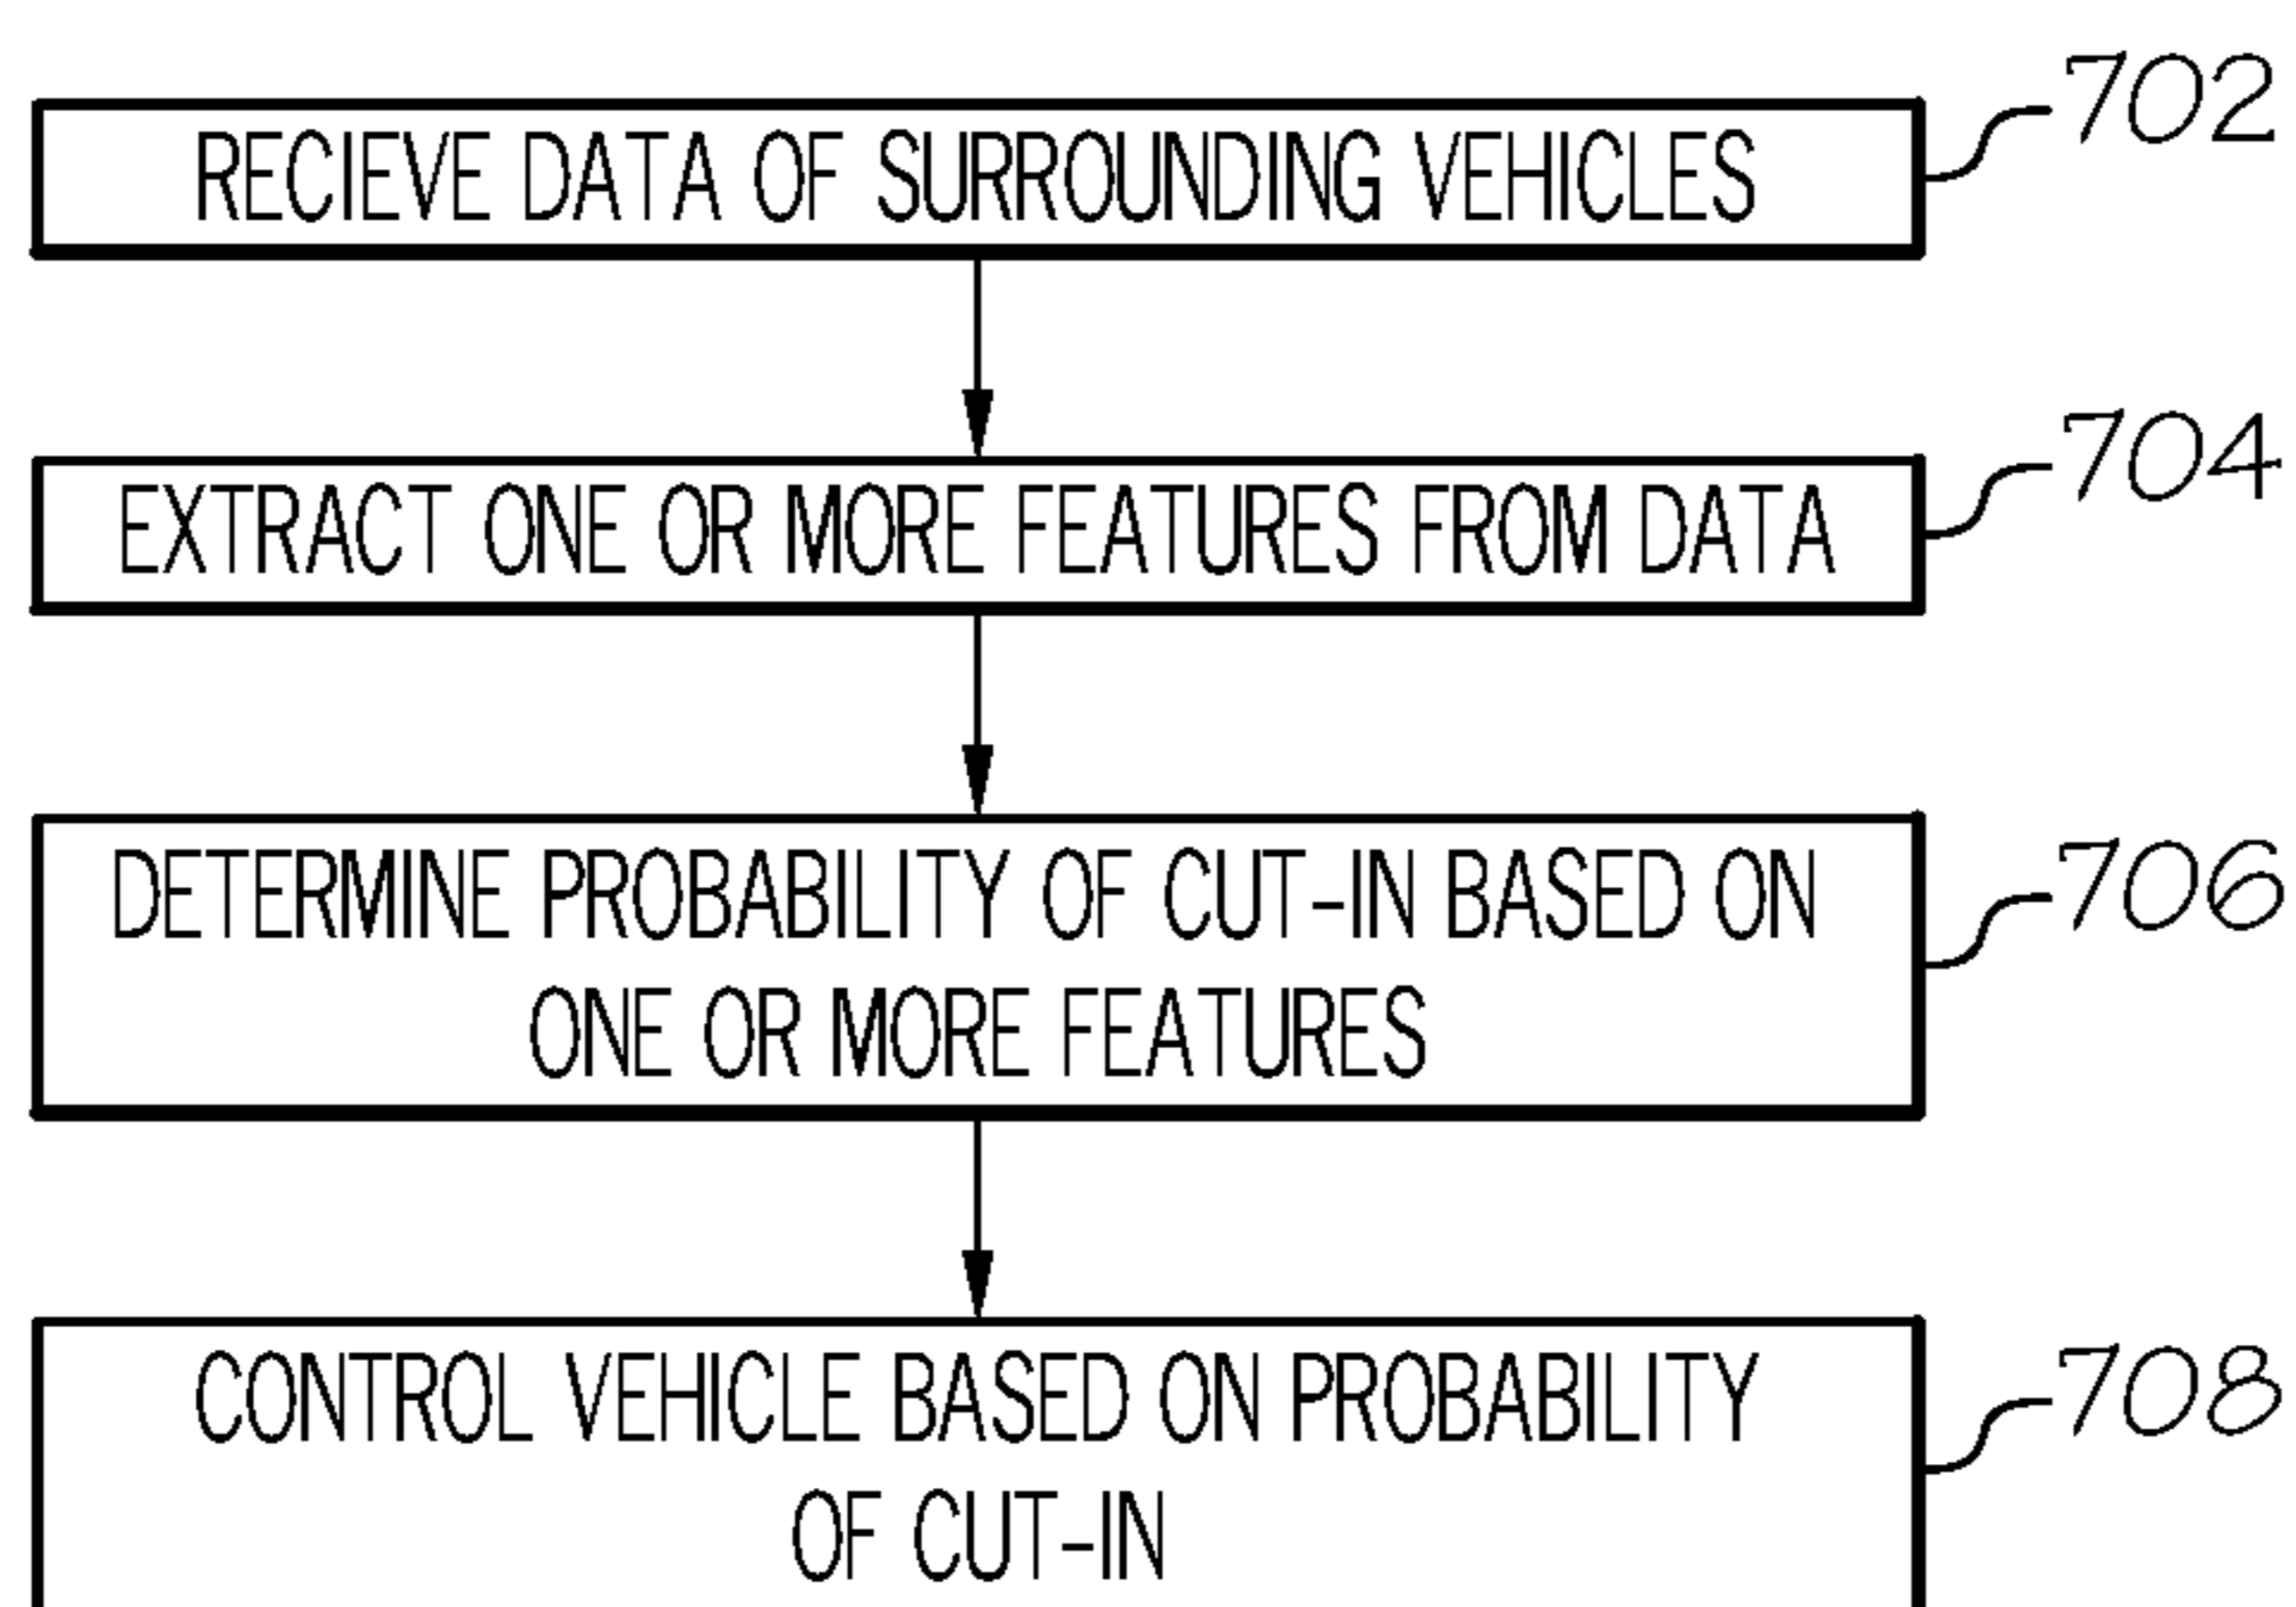 RECIEVE DATA OF SURROUNDING VEHICLES
702
EXTRACT ONE OR MORE FEATURES FROM DATA
704
DETERMINE PROBABILITY OF CUT-IN BASED ON
ONE OR MORE FEATURES
706
CONTROL VEHICLE BASED ON PROBABILITY
OF CUT-IN
708